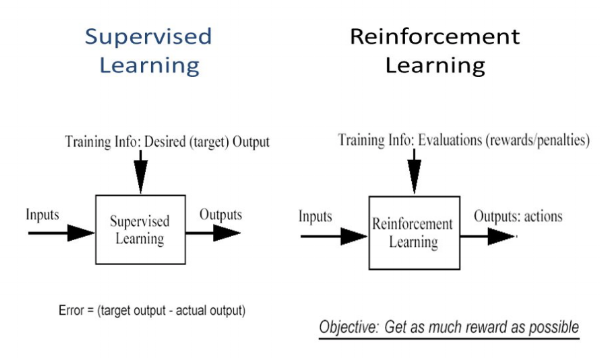 Supervised
Learning
Training Info: Desired (target) Output
Inputs
Supervised
Learning
Outputs
Error = (target output - actual output)
Reinforcement
Learning
Training Info: Evaluations (rewards/penalties)
Inputs
Reinforcement
Learning
Outputs: actions
Objective: Get as much reward as possible